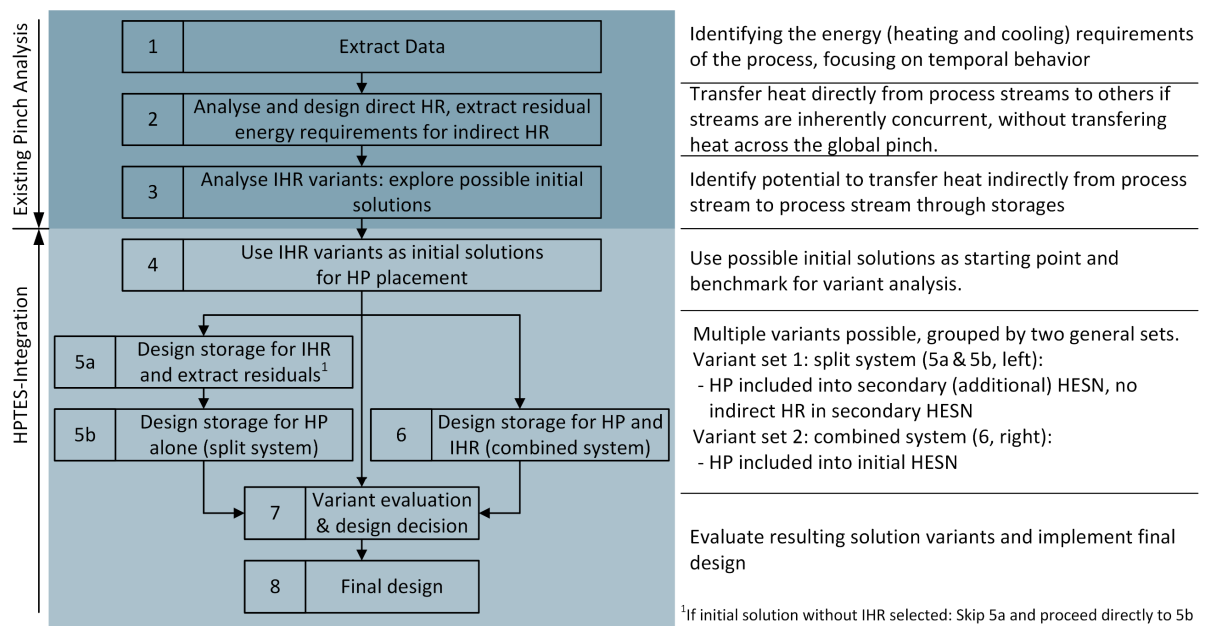 Existing Pinch Analysis
1
Extract Data
Identifying the energy (heating and cooling) requirements
of the process, focusing on temporal behavior
2
Analyse and design direct HR, extract residual
energy requirements for indirect HR
Transfer heat directly from process streams to others if
streams are inherently concurrent, without transfering
heat across the global pinch.
3
Analyse IHR variants: explore possible initial
solutions
Identify potential to transfer heat indirectly from process
stream to process stream through storages
HPTES-Integration
4
Use IHR variants as initial solutions
for HP placement
Use possible initial solutions as starting point and
benchmark for variant analysis.
5a
Design storage for IHR
and extract residuals¹
5b
Design storage for HP
alone (split system)
6
Design storage for HP and
IHR (combined system)
Multiple variants possible, grouped by two general sets.
Variant set 1: split system (5a & 5b, left):
- HP included into secondary (additional) HESN, no
indirect HR in secondary HESN
Variant set 2: combined system (6, right):
- HP included into initial HESN
7
Variant evaluation
& design decision
8
Final design
Evaluate resulting solution variants and implement final
design
¹If initial solution without IHR selected: Skip 5a and proceed directly to 5b